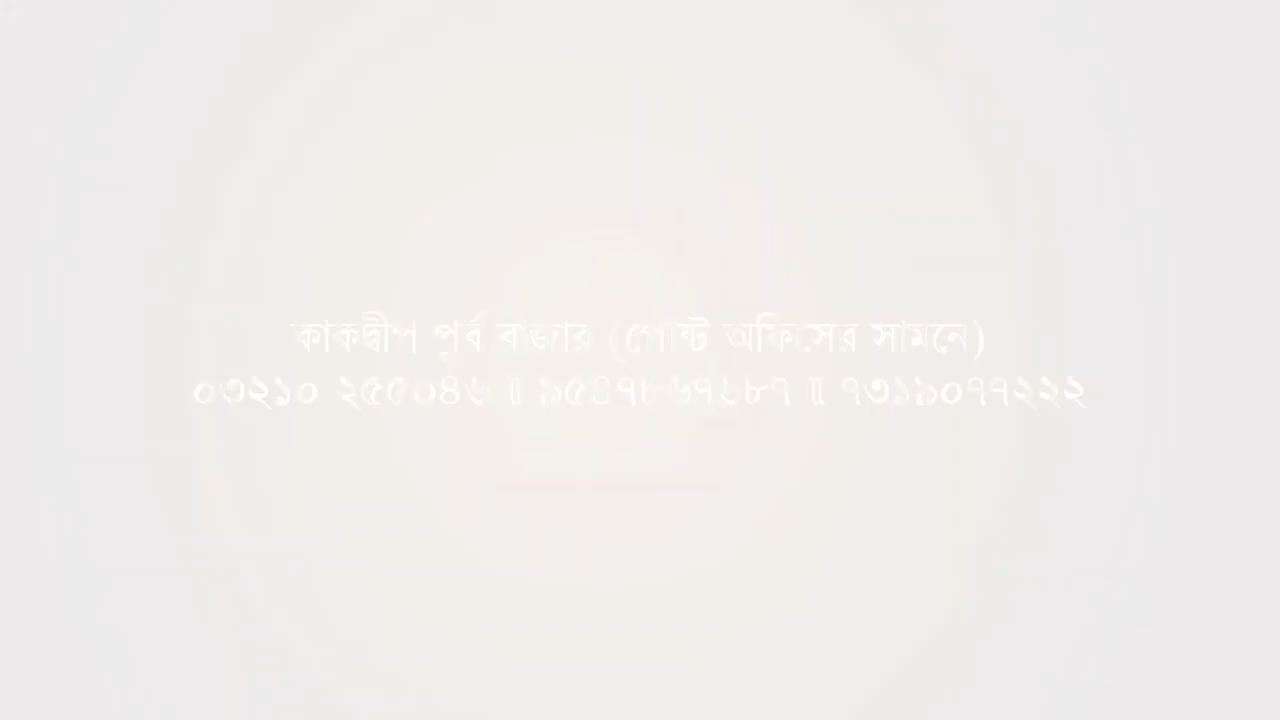 কাকদ্বীপ পূর্ব বাজার (পোস্ট অফিসের সামনে)
০৩২১০ ২৫৫০৪৬ ॥ ৭৩১৯০৭৭২২২